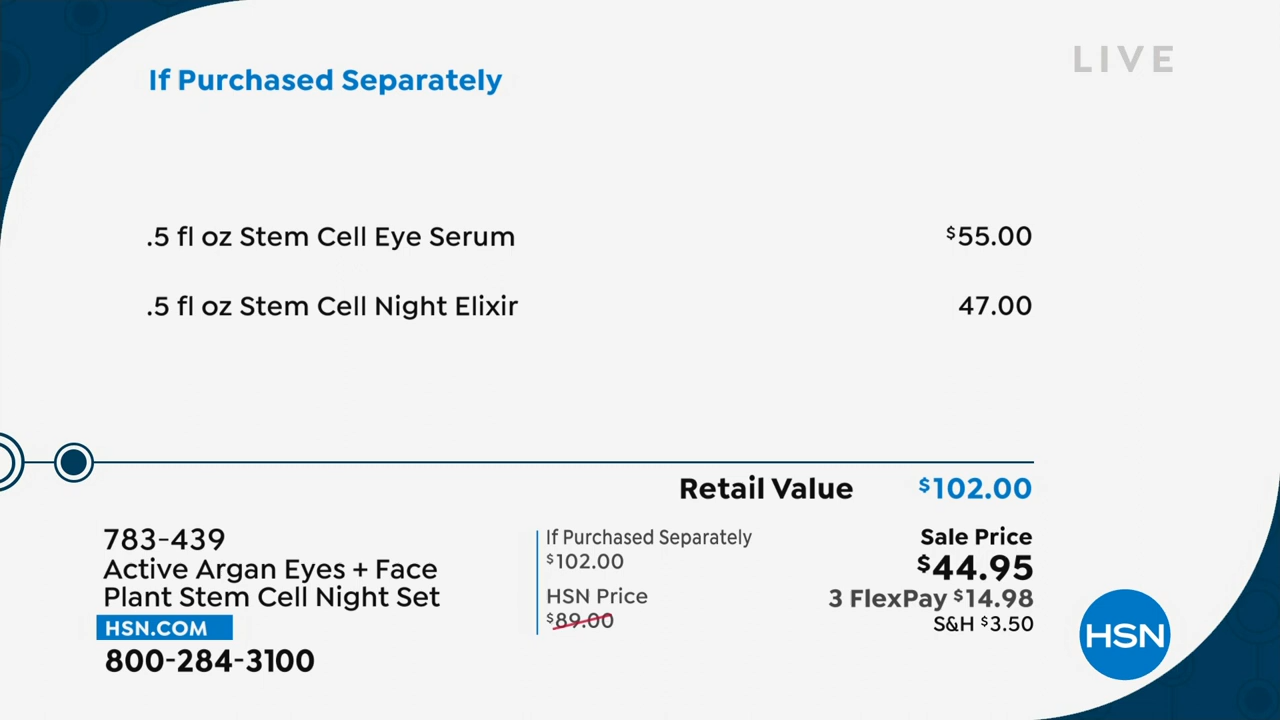 If Purchased Separately
LIVE
.5 fl oz Stem Cell Eye Serum $55.00
.5 fl oz Stem Cell Night Elixir 47.00
Retail Value $102.00
783-439
Active Argan Eyes + Face
Plant Stem Cell Night Set
HSN.COM
800-284-3100
If Purchased Separately
$102.00
HSN Price
$89.00
Sale Price
$44.95
3 FlexPay $14.98
S&H $3.50
HSN